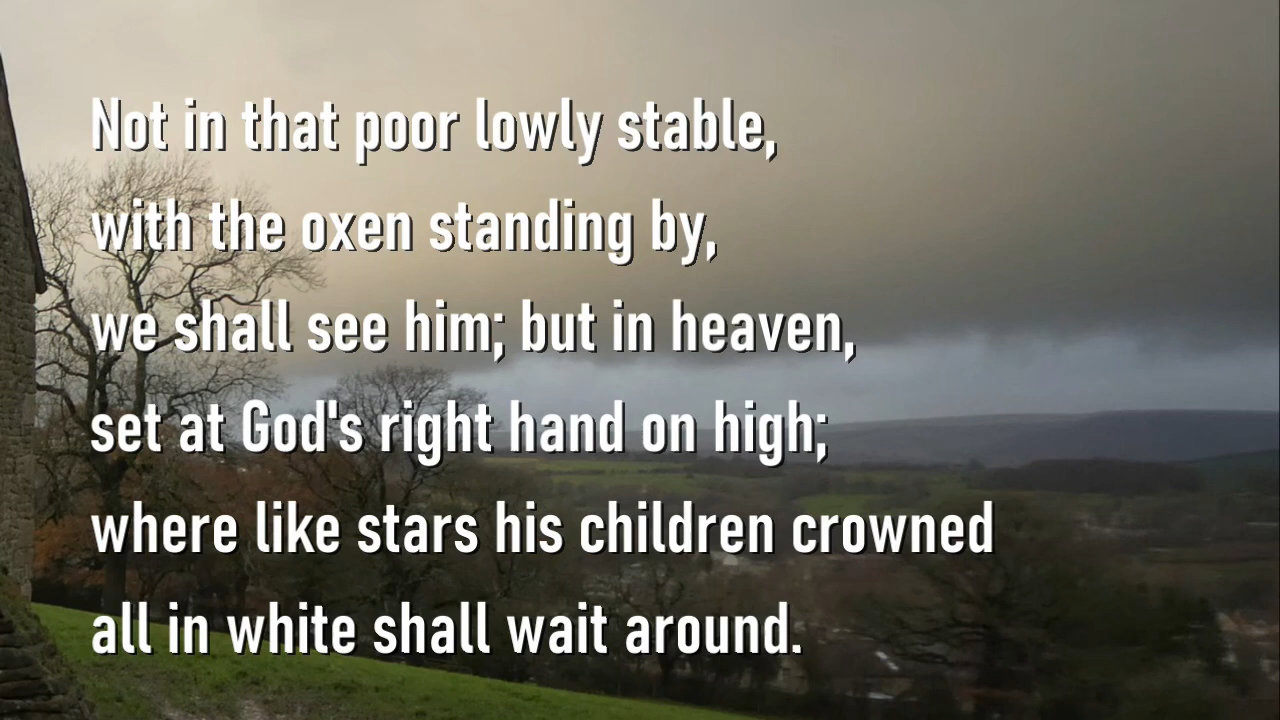 Not in that poor lowly stable,
with the oxen standing by,
we shall see him; but in heaven,
set at God's right hand on high;
where like stars his children crowned
all in white shall wait around.